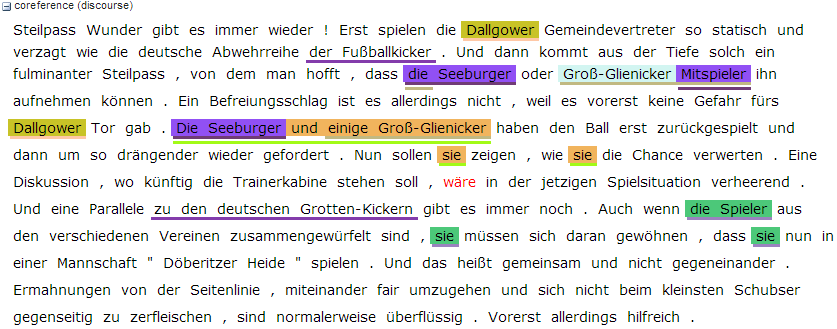 coreference (discourse)
Steilpass Wunder gibt es immer wieder ! Erst spielen die Dallgower Gemeindevertreter so statisch und
verzagt wie die deutsche Abwehrreihe der Fußballkicker . Und dann kommt aus der Tiefe solch ein
fulminanter Steilpass , von dem man hofft , dass die Seeburger oder Groß-Glienicker Mitspieler ihn
aufnehmen können . Ein Befreiungsschlag ist es allerdings nicht , weil es vorerst keine Gefahr fürs
Dallgower Tor gab . Die Seeburger und einige Groß-Glienicker haben den Ball erst zurückgespielt und
dann um so drängender wieder gefordert . Nun sollen sie zeigen , wie sie die Chance verwerten . Eine
Diskussion , wo künftig die Trainerkabine stehen soll , wäre in der jetzigen Spielsituation verheerend .
Und eine Parallele zu den deutschen Grotten-Kickern gibt es immer noch . Auch wenn die Spieler aus
den verschiedenen Vereinen zusammengewürfelt sind , sie müssen sich daran gewöhnen , dass sie nun in
einer Mannschaft " Döberitzer Heide " spielen . Und das heißt gemeinsam und nicht gegeneinander .
Ermahnungen von der Seitenlinie , miteinander fair umzugehen und sich nicht beim kleinsten Schubser
gegenseitig zu zerfleischen , sind normalerweise überflüssig . Vorerst allerdings hilfreich .